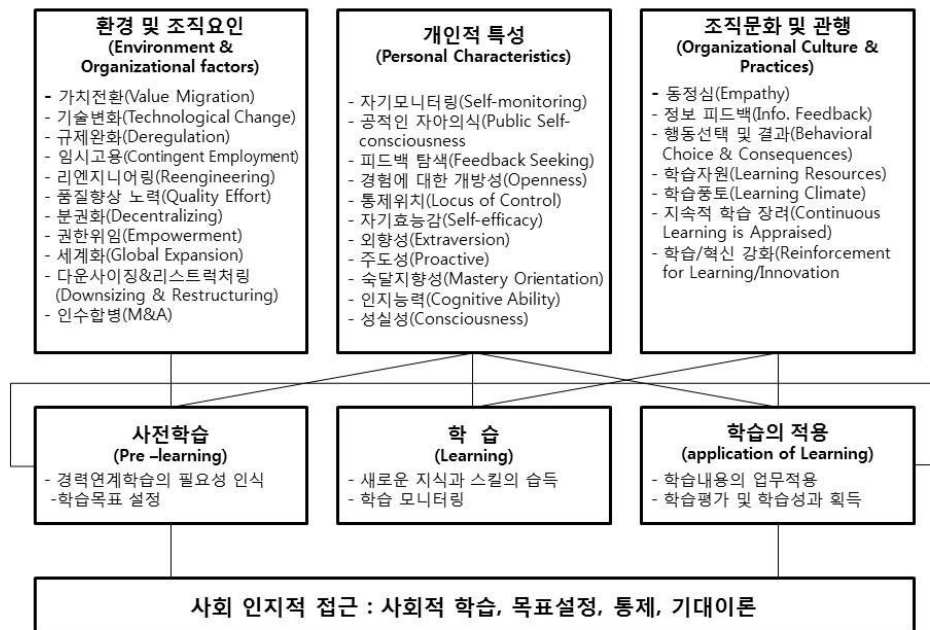 환경 및 조직요인
(Environment &
Organizational factors)
- 가치전환(Value Migration)
- 기술변화(Technological Change)
- 규제완화(Deregulation)
- 임시고용(Contingent Employment)
- 리엔지니어링(Reengineering)
- 품질향상 노력(Quality Effort)
- 분권화(Decentralizing)
- 권한위임(Empowerment)
- 세계화(Global Expansion)
- 다운사이징&리스트럭처링
(Downsizing & Restructuring)
- 인수합병(M&A)
개인적 특성
(Personal Characteristics)
- 자기모니터링(Self-monitoring)
- 공적인 자아의식(Public Self-
consciousness
- 피드백 탐색(Feedback Seeking)
- 경험에 대한 개방성(Openness)
- 통제위치(Locus of Control)
- 자기효능감(Self-efficacy)
- 외향성(Extraversion)
- 주도성(Proactive)
- 숙달지향성(Mastery Orientation)
- 인지능력(Cognitive Ability)
- 성실성(Consciousness)
조직문화 및 관행
(Organizational Culture &
Practices)
- 동정심(Empathy)
- 정보 피드백(Info. Feedback)
- 행동선택 및 결과(Behavioral
Choice & Consequences)
- 학습자원(Learning Resources)
- 학습풍토(Learning Climate)
- 지속적 학습 장려(Continuous
Learning is Appraised)
- 학습/혁신 강화(Reinforcement
for Learning/Innovation
사전학습
(Pre –learning)
- 경력연계학습의 필요성 인식
-학습목표 설정
학 습
(Learning)
- 새로운 지식과 스킬의 습득
- 학습 모니터링
학습의 적용
(application of Learning)
- 학습내용의 업무적용
- 학습평가 및 학습성과 획득
사회 인지적 접근 : 사회적 학습, 목표설정, 통제, 기대이론